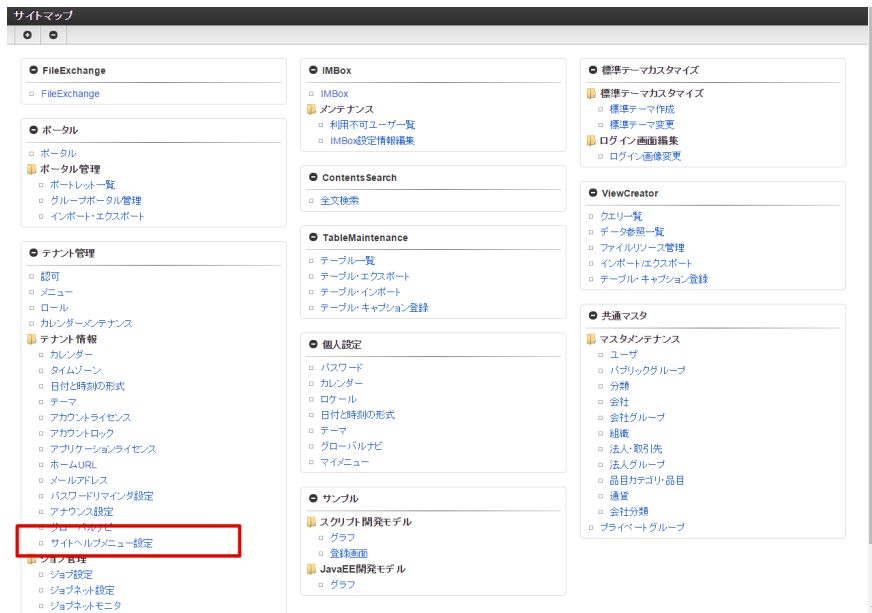 サイトマップ
FileExchange
FileExchange
ポータル
ポータル
ポータル管理
ポートレット一覧
グループポータル管理
インポート・エクスポート
テナント管理
認可
メニュー
ロール
カレンダーメンテナンス
テナント情報
カレンダー
タイムゾーン
日付と時刻の形式
テーマ
アカウントライセンス
アカウントロック
アプリケーションライセンス
ホームURL
メールアドレス
パスワードリマインダ設定
アナウンス設定
グローバルナビ
サイトヘルプメニュー設定
ジョブ管理
ジョブ設定
ジョブネット設定
ジョブネットモニタ
IMBox
IMBox
メンテナンス
利用不可ユーザ一覧
IMBox設定情報編集
ContentsSearch
全文検索
TableMaintenance
テーブル一覧
テーブル・エクスポート
テーブル・インポート
テーブル・キャプション登録
個人設定
パスワード
カレンダー
ロケール
日付と時刻の形式
テーマ
グローバルナビ
マイメニュー
サンプル
スクリプト開発モデル
グラフ
登録画面
JavaEE開発モデル
グラフ
標準テーマカスタマイズ
標準テーマカスタマイズ
標準テーマ作成
標準テーマ変更
ログイン画面編集
ログイン画像変更
ViewCreator
クエリ一覧
データ参照一覧
ファイルリソース管理
インポート/エクスポート
テーブル・キャプション登録
共通マスタ
マスタメンテナンス
ユーザ
パブリックグループ
分類
会社
会社グループ
組織
法人・取引先
法人グループ
品目カテゴリ・品目
通貨
会社分類
プライベートグループ